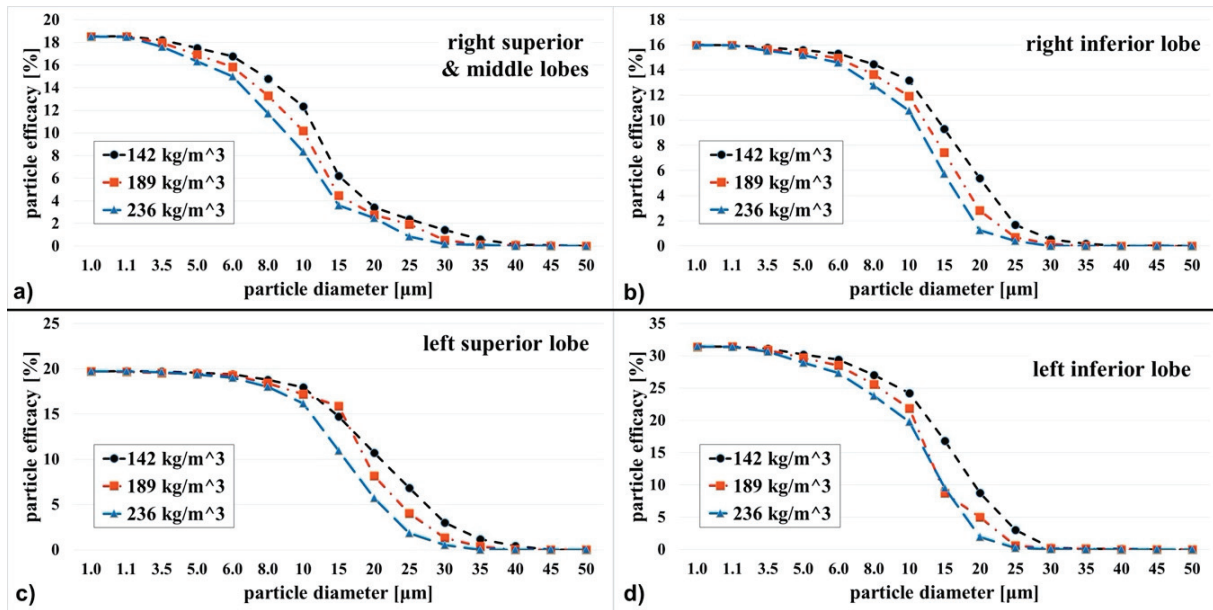 particle efficacy [%]
20
18
16
14
12
10
8
6
4
2
0
right superior
& middle lobes
142 kg/m^3
189 kg/m^3
236 kg/m^3
1.0 1.1 3.5 5.0 6.0 8.0 10 15 20 25 30 35 40 45 50
particle diameter [µm]
a)
particle efficacy [%]
18
16
14
12
10
8
6
4
2
0
right inferior lobe
142 kg/m^3
189 kg/m^3
236 kg/m^3
1.0 1.1 3.5 5.0 6.0 8.0 10 15 20 25 30 35 40 45 50
particle diameter [µm]
b)
particle efficacy [%]
25
20
15
10
5
0
left superior lobe
142 kg/m^3
189 kg/m^3
236 kg/m^3
1.0 1.1 3.5 5.0 6.0 8.0 10 15 20 25 30 35 40 45 50
particle diameter [µm]
c)
particle efficacy [%]
35
30
25
20
15
10
5
0
left inferior lobe
142 kg/m^3
189 kg/m^3
236 kg/m^3
1.0 1.1 3.5 5.0 6.0 8.0 10 15 20 25 30 35 40 45 50
particle diameter [µm]
d)